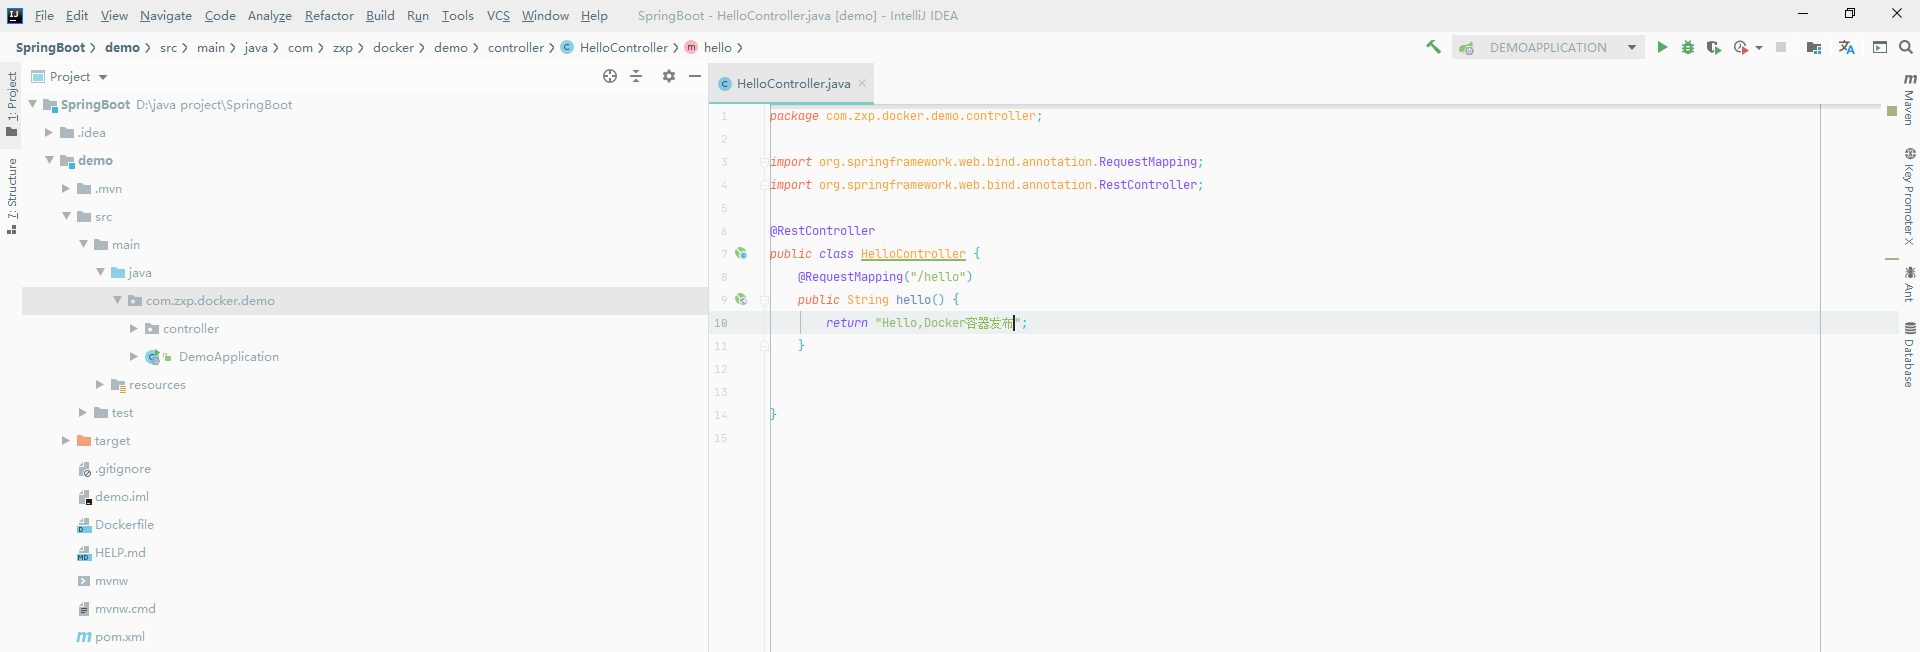 File Edit View Navigate Code Analyze Refactor Build Run Tools VCS Window Help SpringBoot - HelloController.java [demo] - IntelliJ IDEA
SpringBoot demo src main java com zxp docker demo controller HelloController hello
DEMOAPPLICATION
Project
HelloController.java
SpringBoot D:\java project\SpringBoot
.idea
demo
.mvn
src
main
java
com.zxp.docker.demo
controller
DemoApplication
resources
test
target
.gitignore
demo.iml
Dockerfile
HELP.md
mvnw
mvnw.cmd
pom.xml
1: Project
7: Structure
1 package com.zxp.docker.demo.controller;
2
3 import org.springframework.web.bind.annotation.RequestMapping;
4 import org.springframework.web.bind.annotation.RestController;
5
6 @RestController
7 public class HelloController {
8 @RequestMapping("/hello")
9 public String hello() {
10 return "Hello,Docker容器发布";
11 }
12
13
14 }
15
Maven
Key Promoter X
Ant
Database